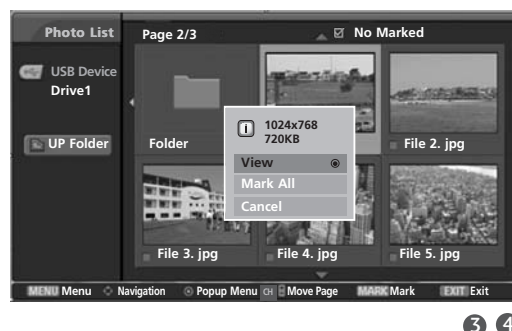 Photo List
Page 2/3
No Marked
USB Device
Drive1
UP Folder
Folder
1024x768
720KB
View
Mark All
Cancel
File 2. jpg
File 3. jpg
File 4. jpg
File 5. jpg
MENU Menu Navigation Popup Menu CH Move Page MARK Mark EXIT Exit
3 4